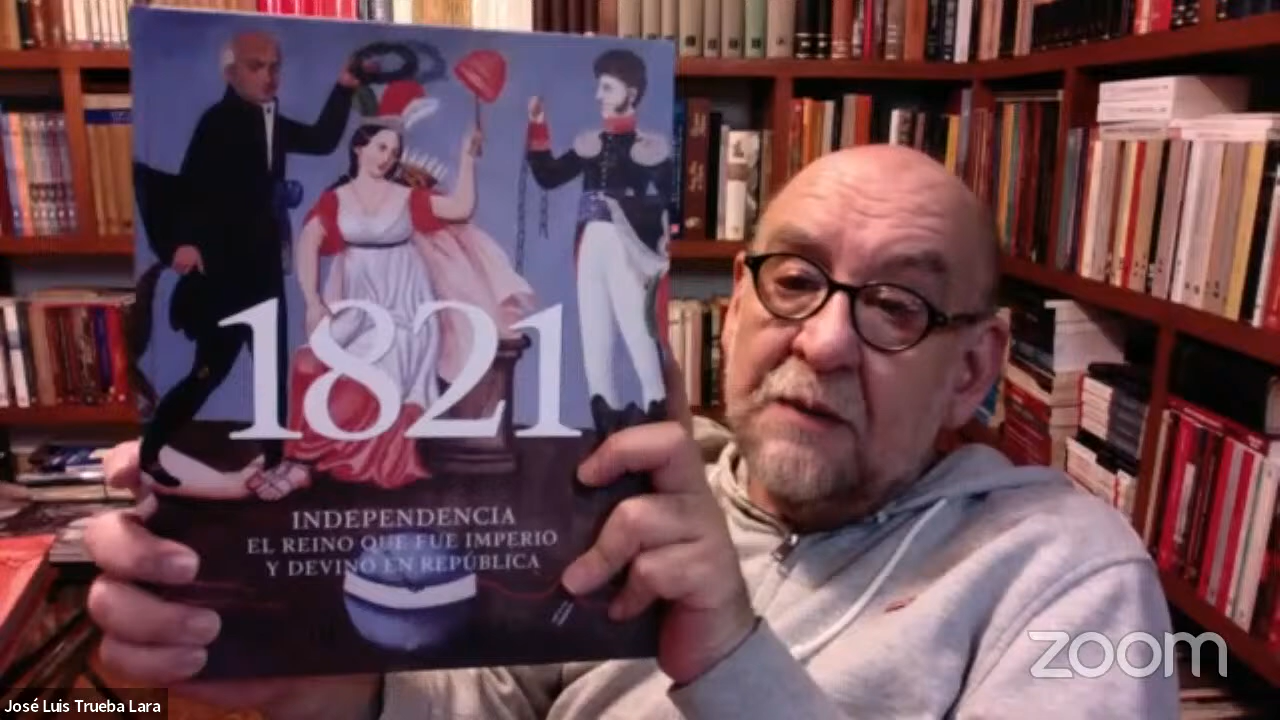 1821
INDEPENDENCIA
EL REINO QUE FUE IMPERIO
Y DEVINO EN REPÚBLICA
zoom
José Luis Trueba Lara